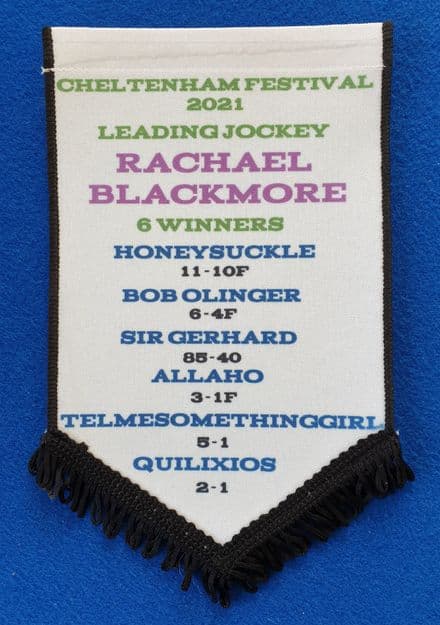 CHELTENHAM FESTIVAL
2021
LEADING JOCKEY
RACHAEL
BLACKMORE
6 WINNERS
HONEYSUCKLE
11-10F
BOB OLINGER
6-4F
SIR GERHARD
85-40
ALLAHO
3-1F
TELMESOMETHINGGIRL
5-1
QUILIXIOS
2-1